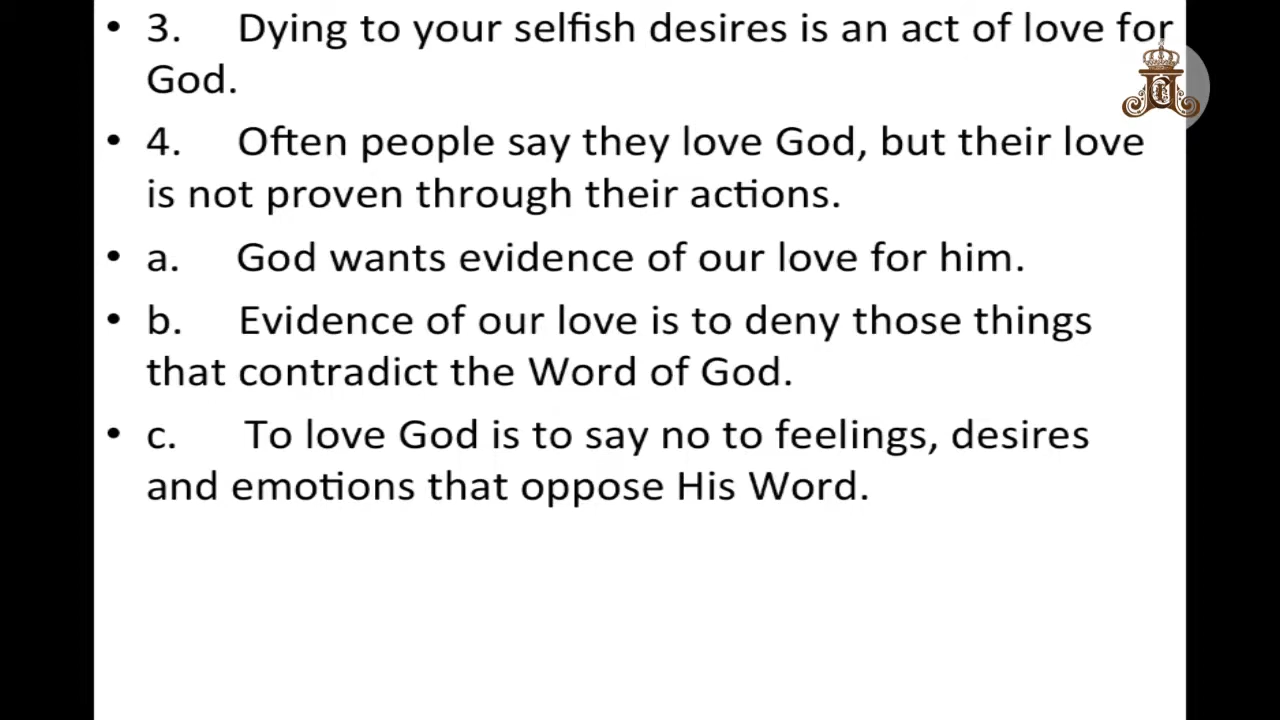 • 3. Dying to your selfish desires is an act of love for
God.
• 4. Often people say they love God, but their love
is not proven through their actions.
• a. God wants evidence of our love for him.
• b. Evidence of our love is to deny those things
that contradict the Word of God.
• c. To love God is to say no to feelings, desires
and emotions that oppose His Word.